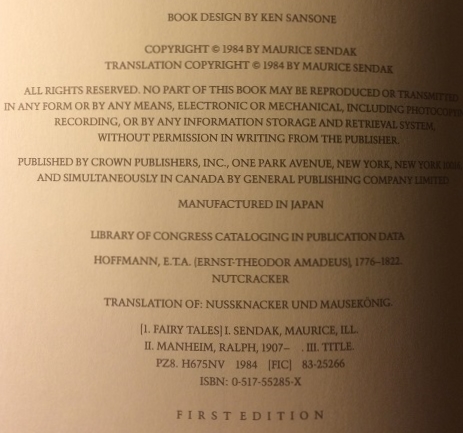 BOOK DESIGN BY KEN SANSONE
COPYRIGHT © 1984 BY MAURICE SENDAK
TRANSLATION COPYRIGHT © 1984 BY MAURICE SENDAK
ALL RIGHTS RESERVED. NO PART OF THIS BOOK MAY BE REPRODUCED OR TRANSMITTED
IN ANY FORM OR BY ANY MEANS, ELECTRONIC OR MECHANICAL, INCLUDING
RECORDING, OR BY ANY INFORMATION STORAGE AND RETRIEVAL SYSTEM,
WITHOUT PERMISSION IN WRITING FROM THE PUBLISHER.
PUBLISHED BY CROWN PUBLISHERS, INC., ONE PARK AVENUE, NEW YORK, NEW YORK
AND SIMULTANEOUSLY IN CANADA BY GENERAL PUBLISHING COMPANY LIMITED
MANUFACTURED IN JAPAN
LIBRARY OF CONGRESS CATALOGING IN PUBLICATION DATA
HOFFMANN, E.T.A. (ERNST-THEODOR AMADEUS), 1776–1822.
NUTCRACKER
TRANSLATION OF: NUSSKNACKER UND MAUSEKÖNIG.
[1. FAIRY TALES] I. SENDAK, MAURICE, ILL.
II. MANHEIM, RALPH, 1907– . III. TITLE.
PZ8. H675NV 1984 [FIC] 83-25266
ISBN: 0-517-55285-X
FIRST EDITION